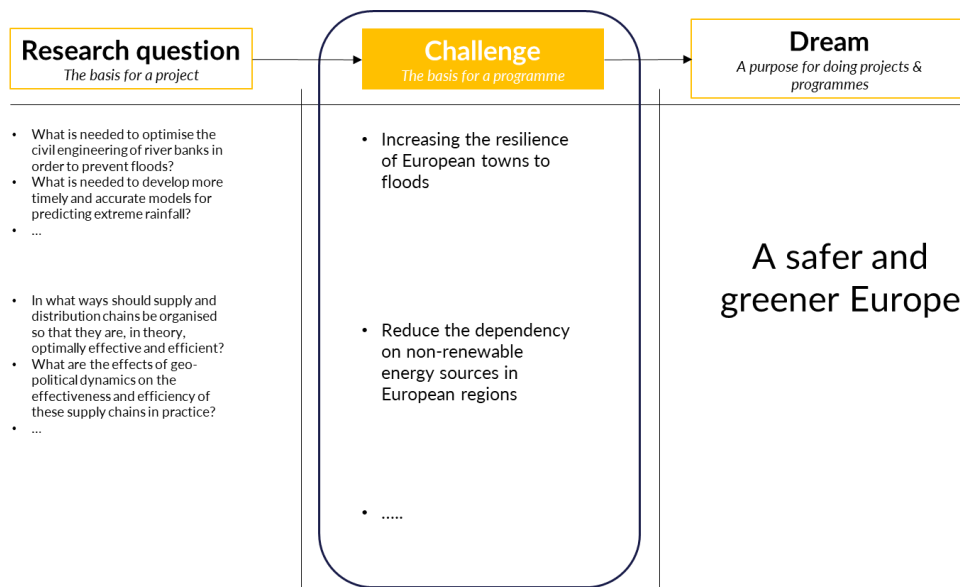 Research question
The basis for a project
Challenge
The basis for a programme
Dream
A purpose for doing projects &
programmes
• What is needed to optimise the
civil engineering of river banks in
order to prevent floods?
• What is needed to develop more
timely and accurate models for
predicting extreme rainfall?
• ...
• In what ways should supply and
distribution chains be organised
so that they are, in theory,
optimally effective and efficient?
• What are the effects of geo-
political dynamics on the
effectiveness and efficiency of
these supply chains in practice?
• ...
• Increasing the resilience
of European towns to
floods
• Reduce the dependency
on non-renewable
energy sources in
European regions
• .....
A safer and
greener Europe